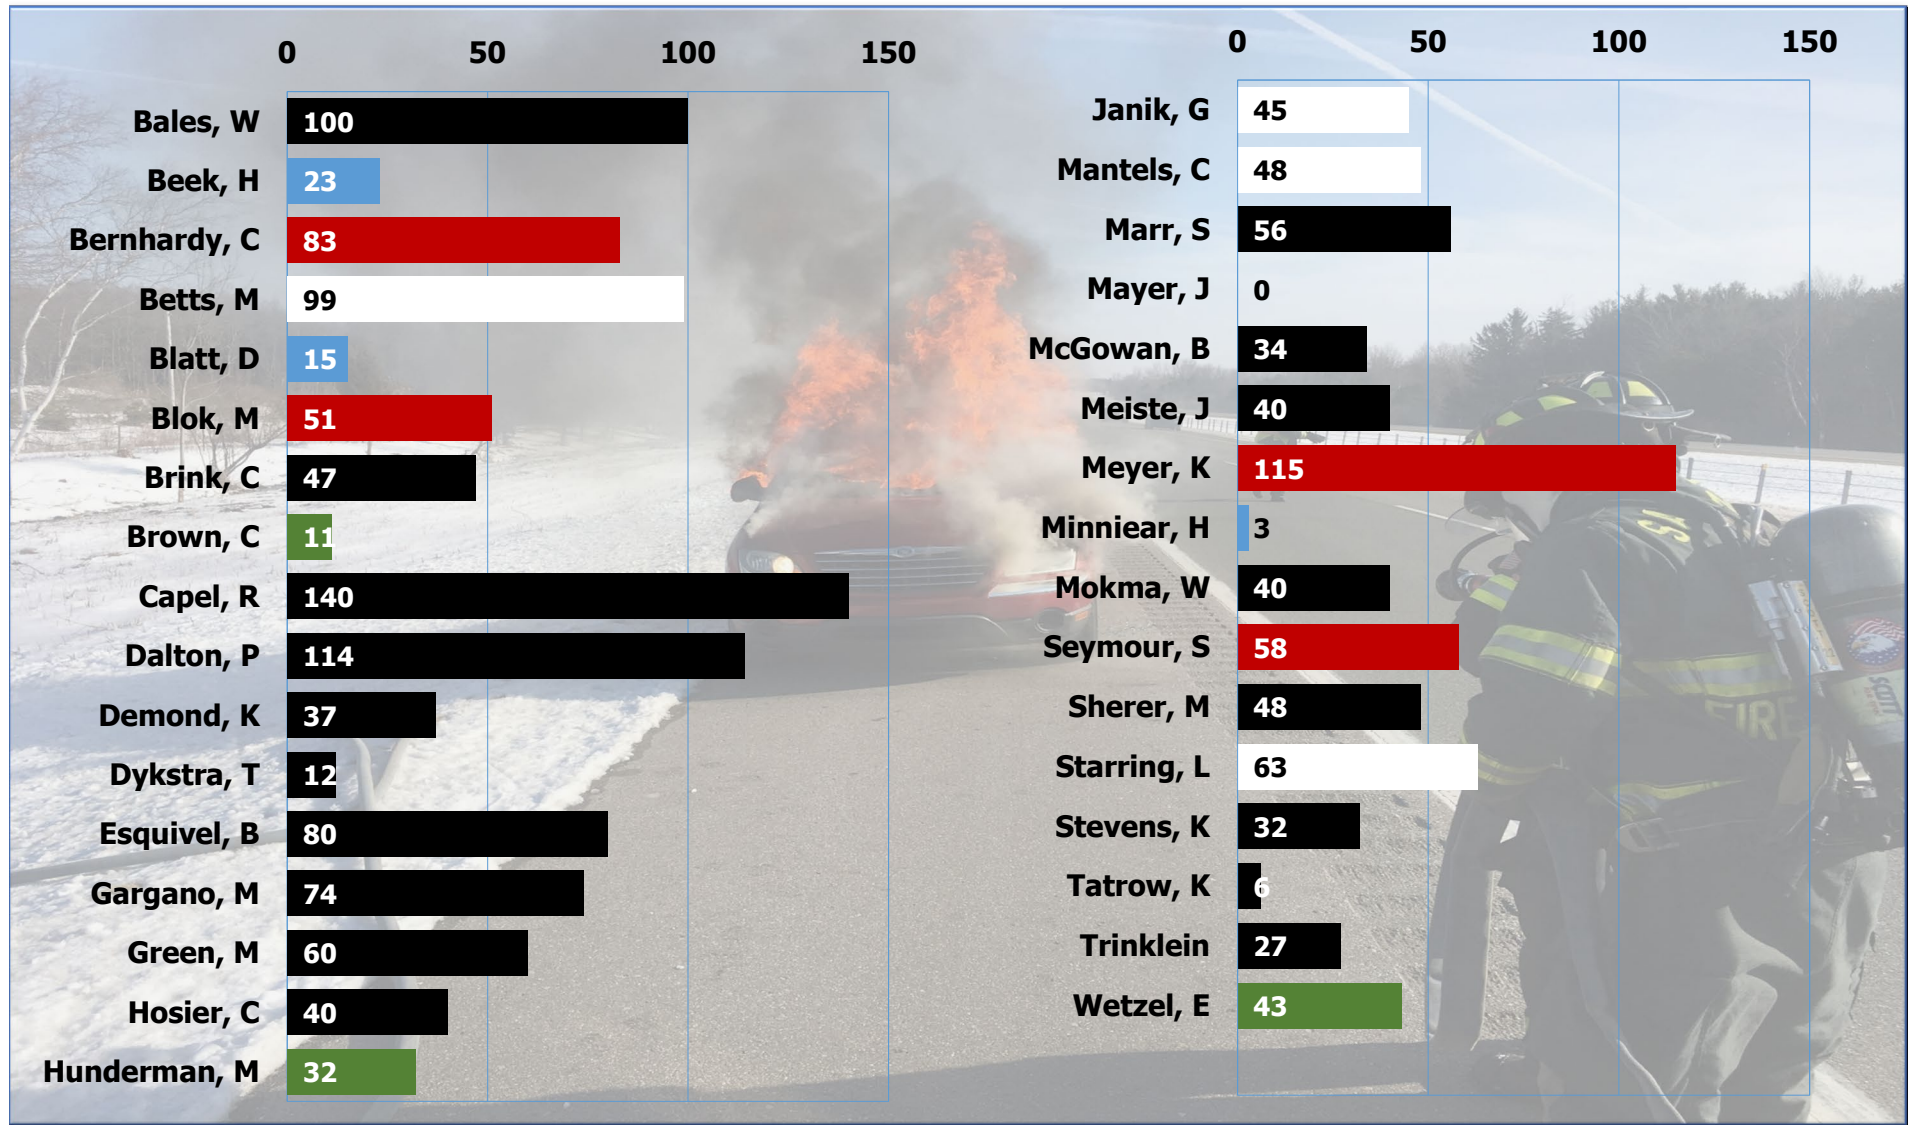 0 50 100 150
Bales, W 100
Beek, H 23
Bernhardy, C 83
Betts, M 99
Blatt, D 15
Blok, M 51
Brink, C 47
Brown, C 11
Capel, R 140
Dalton, P 114
Demond, K 37
Dykstra, T 12
Esquivel, B 80
Gargano, M 74
Green, M 60
Hosier, C 40
Hunderman, M 32
0 50 100 150
Janik, G 45
Mantels, C 48
Marr, S 56
Mayer, J 0
McGowan, B 34
Meiste, J 40
Meyer, K 115
Minniear, H 3
Mokma, W 40
Seymour, S 58
Sherer, M 48
Starring, L 63
Stevens, K 32
Tatrow, K 6
Trinklein 27
Wetzel, E 43
FIRE
SCOTT